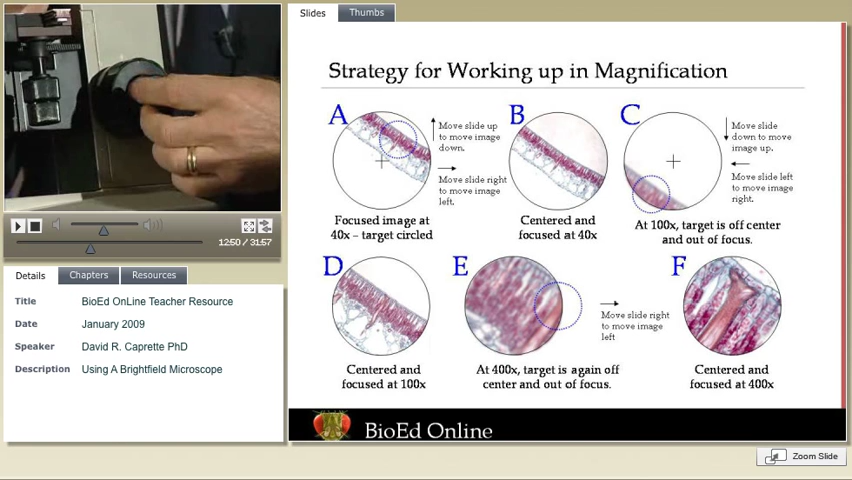 Slides
Thumbs
Strategy for Working up in Magnification
A
Move slide up
to move image
down.
Move slide right
to move image
left.
Focused image at
40x – target circled
B
Centered and
focused at 40x
C
Move slide
down to move
image up.
Move slide left
to move image
right.
At 100x, target is off center
and out of focus.
D
Centered and
focused at 100x
E
Move slide right
to move image
left
At 400x, target is again off
center and out of focus.
F
Centered and
focused at 400x
BioEd Online
Zoom Slide
12:50 / 31:57
Details
Chapters
Resources
Title BioEd OnLine Teacher Resource
Date January 2009
Speaker David R. Caprette PhD
Description Using A Brightfield Microscope